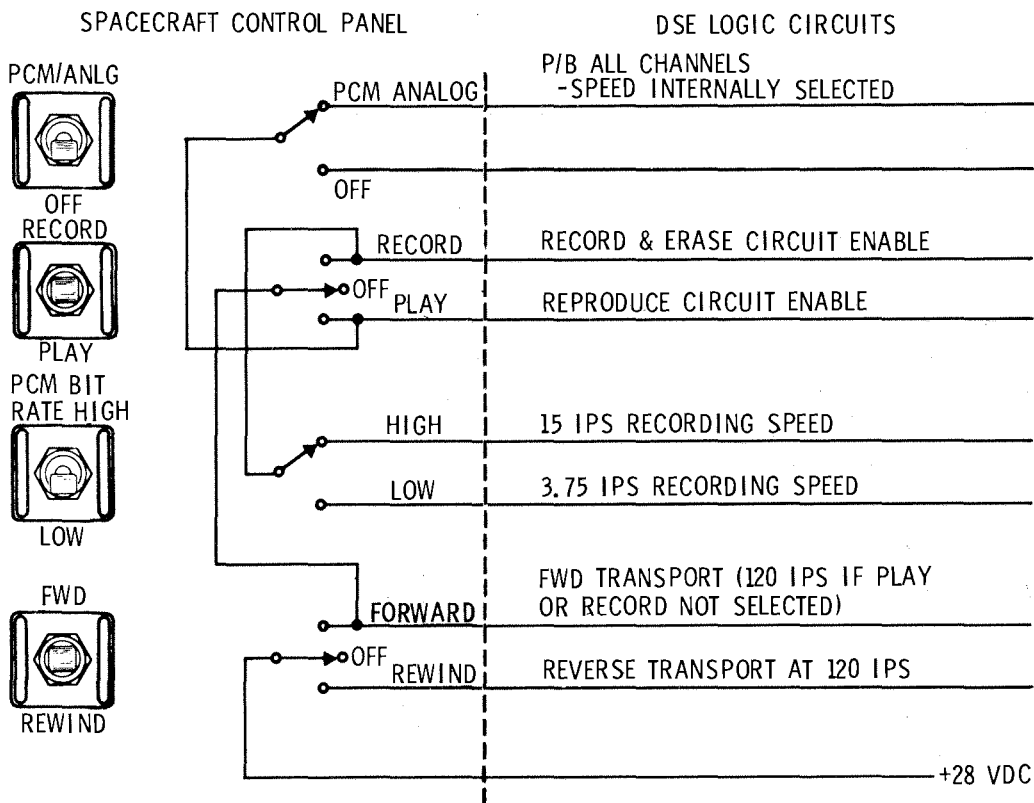 SPACECRAFT CONTROL PANEL
DSE LOGIC CIRCUITS
PCM/ANLG
OFF
RECORD
PLAY
PCM BIT
RATE HIGH
LOW
FWD
REWIND
PCM ANALOG
OFF
RECORD
OFF
PLAY
HIGH
LOW
FORWARD
OFF
REWIND
P/B ALL CHANNELS
-SPEED INTERNALLY SELECTED
RECORD & ERASE CIRCUIT ENABLE
REPRODUCE CIRCUIT ENABLE
15 IPS RECORDING SPEED
3.75 IPS RECORDING SPEED
FWD TRANSPORT (120 IPS IF PLAY
OR RECORD NOT SELECTED)
REVERSE TRANSPORT AT 120 IPS
+28 VDC